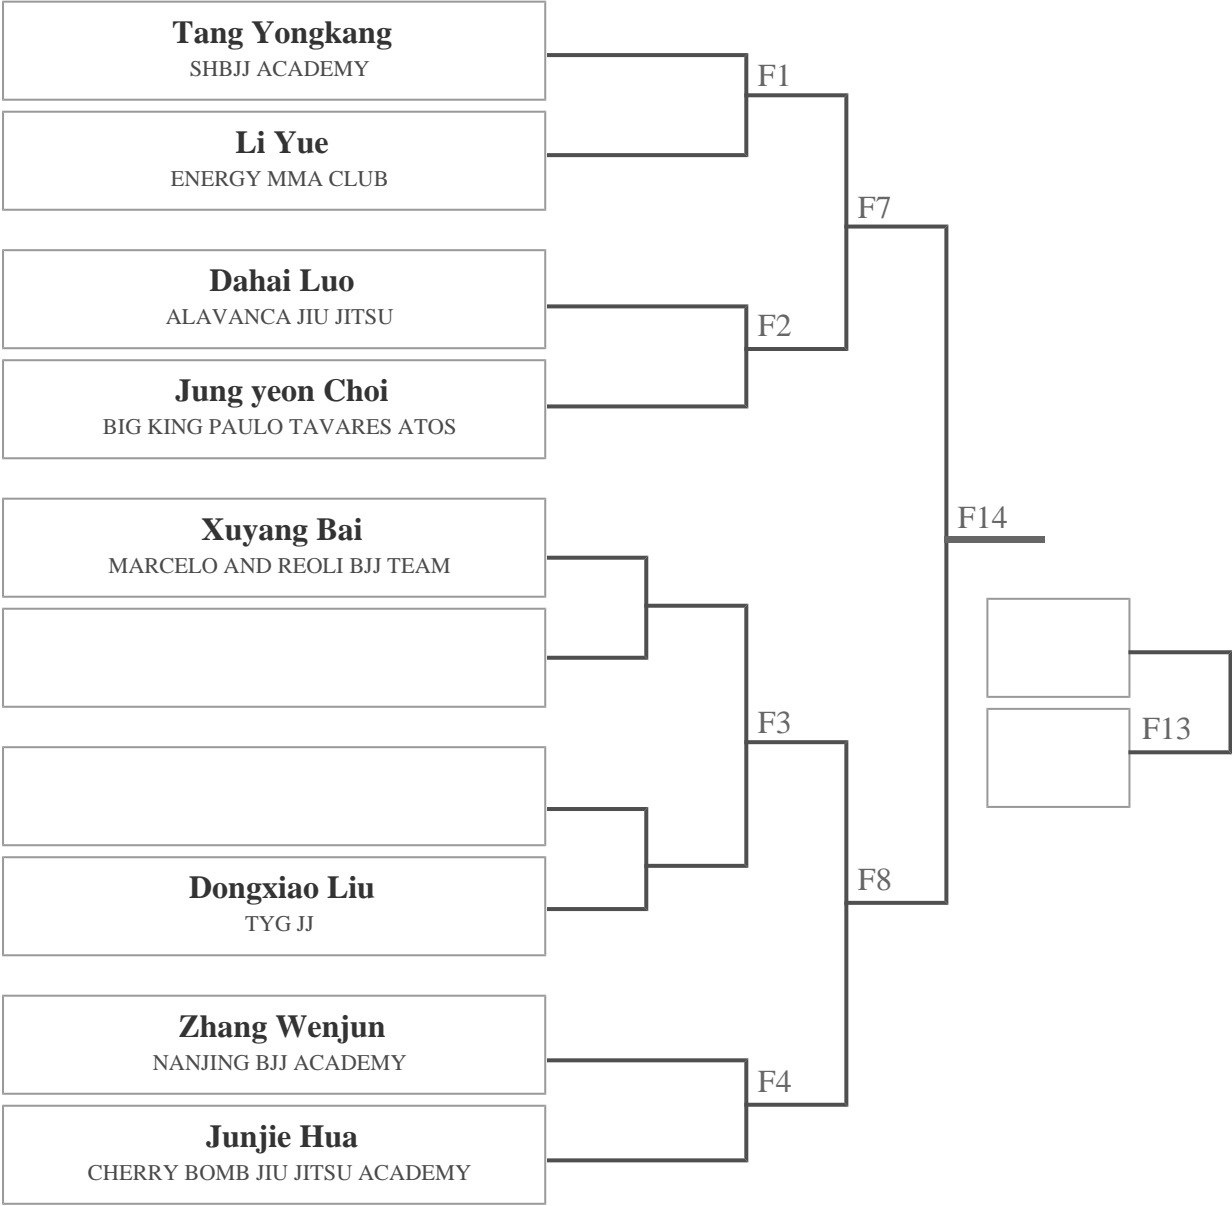 Tang Yongkang
SHBJJ ACADEMY
F1
Li Yue
ENERGY MMA CLUB
F7
Dahai Luo
ALAVANCA JIU JITSU
F2
Jung yeon Choi
BIG KING PAULO TAVARES ATOS
Xuyang Bai
MARCELO AND REOLI BJJ TEAM
F14
F3
F13
Dongxiao Liu
TYG JJ
F8
Zhang Wenjun
NANJING BJJ ACADEMY
F4
Junjie Hua
CHERRY BOMB JIU JITSU ACADEMY